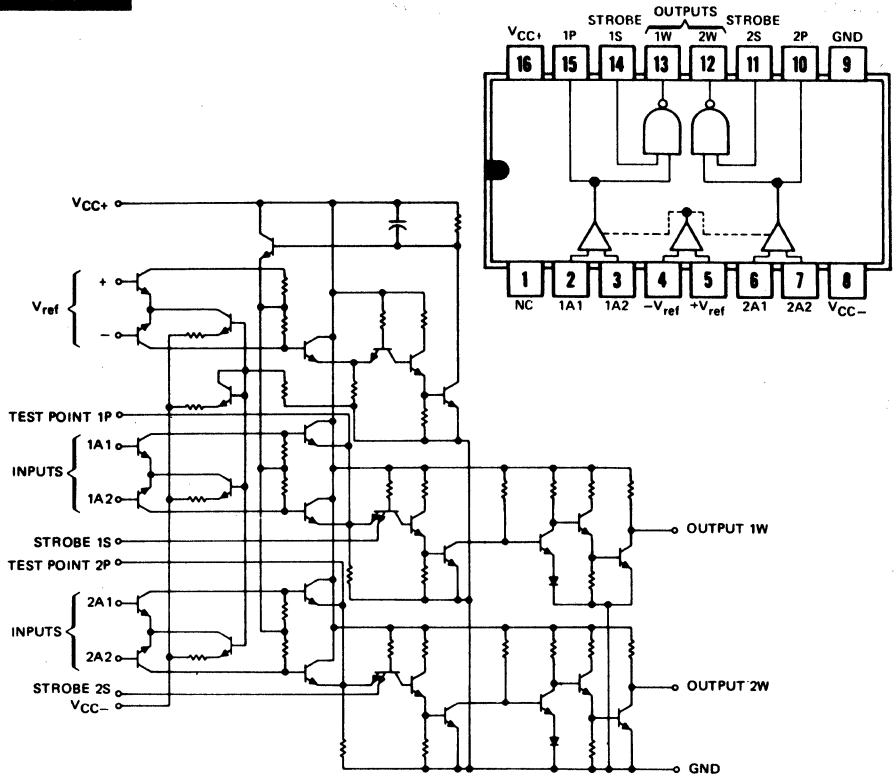 OUTPUTS
STROBE STROBE
VCC+ 1P 1S 1W 2W 2S 2P GND
16 15 14 13 12 11 10 9
1 2 3 4 5 6 7 8
NC 1A1 1A2 −Vref +Vref 2A1 2A2 VCC−
VCC+
+
Vref
−
TEST POINT 1P
1A1
INPUTS
1A2
STROBE 1S
OUTPUT 1W
TEST POINT 2P
2A1
INPUTS
2A2
STROBE 2S
OUTPUT 2W
VCC−
GND